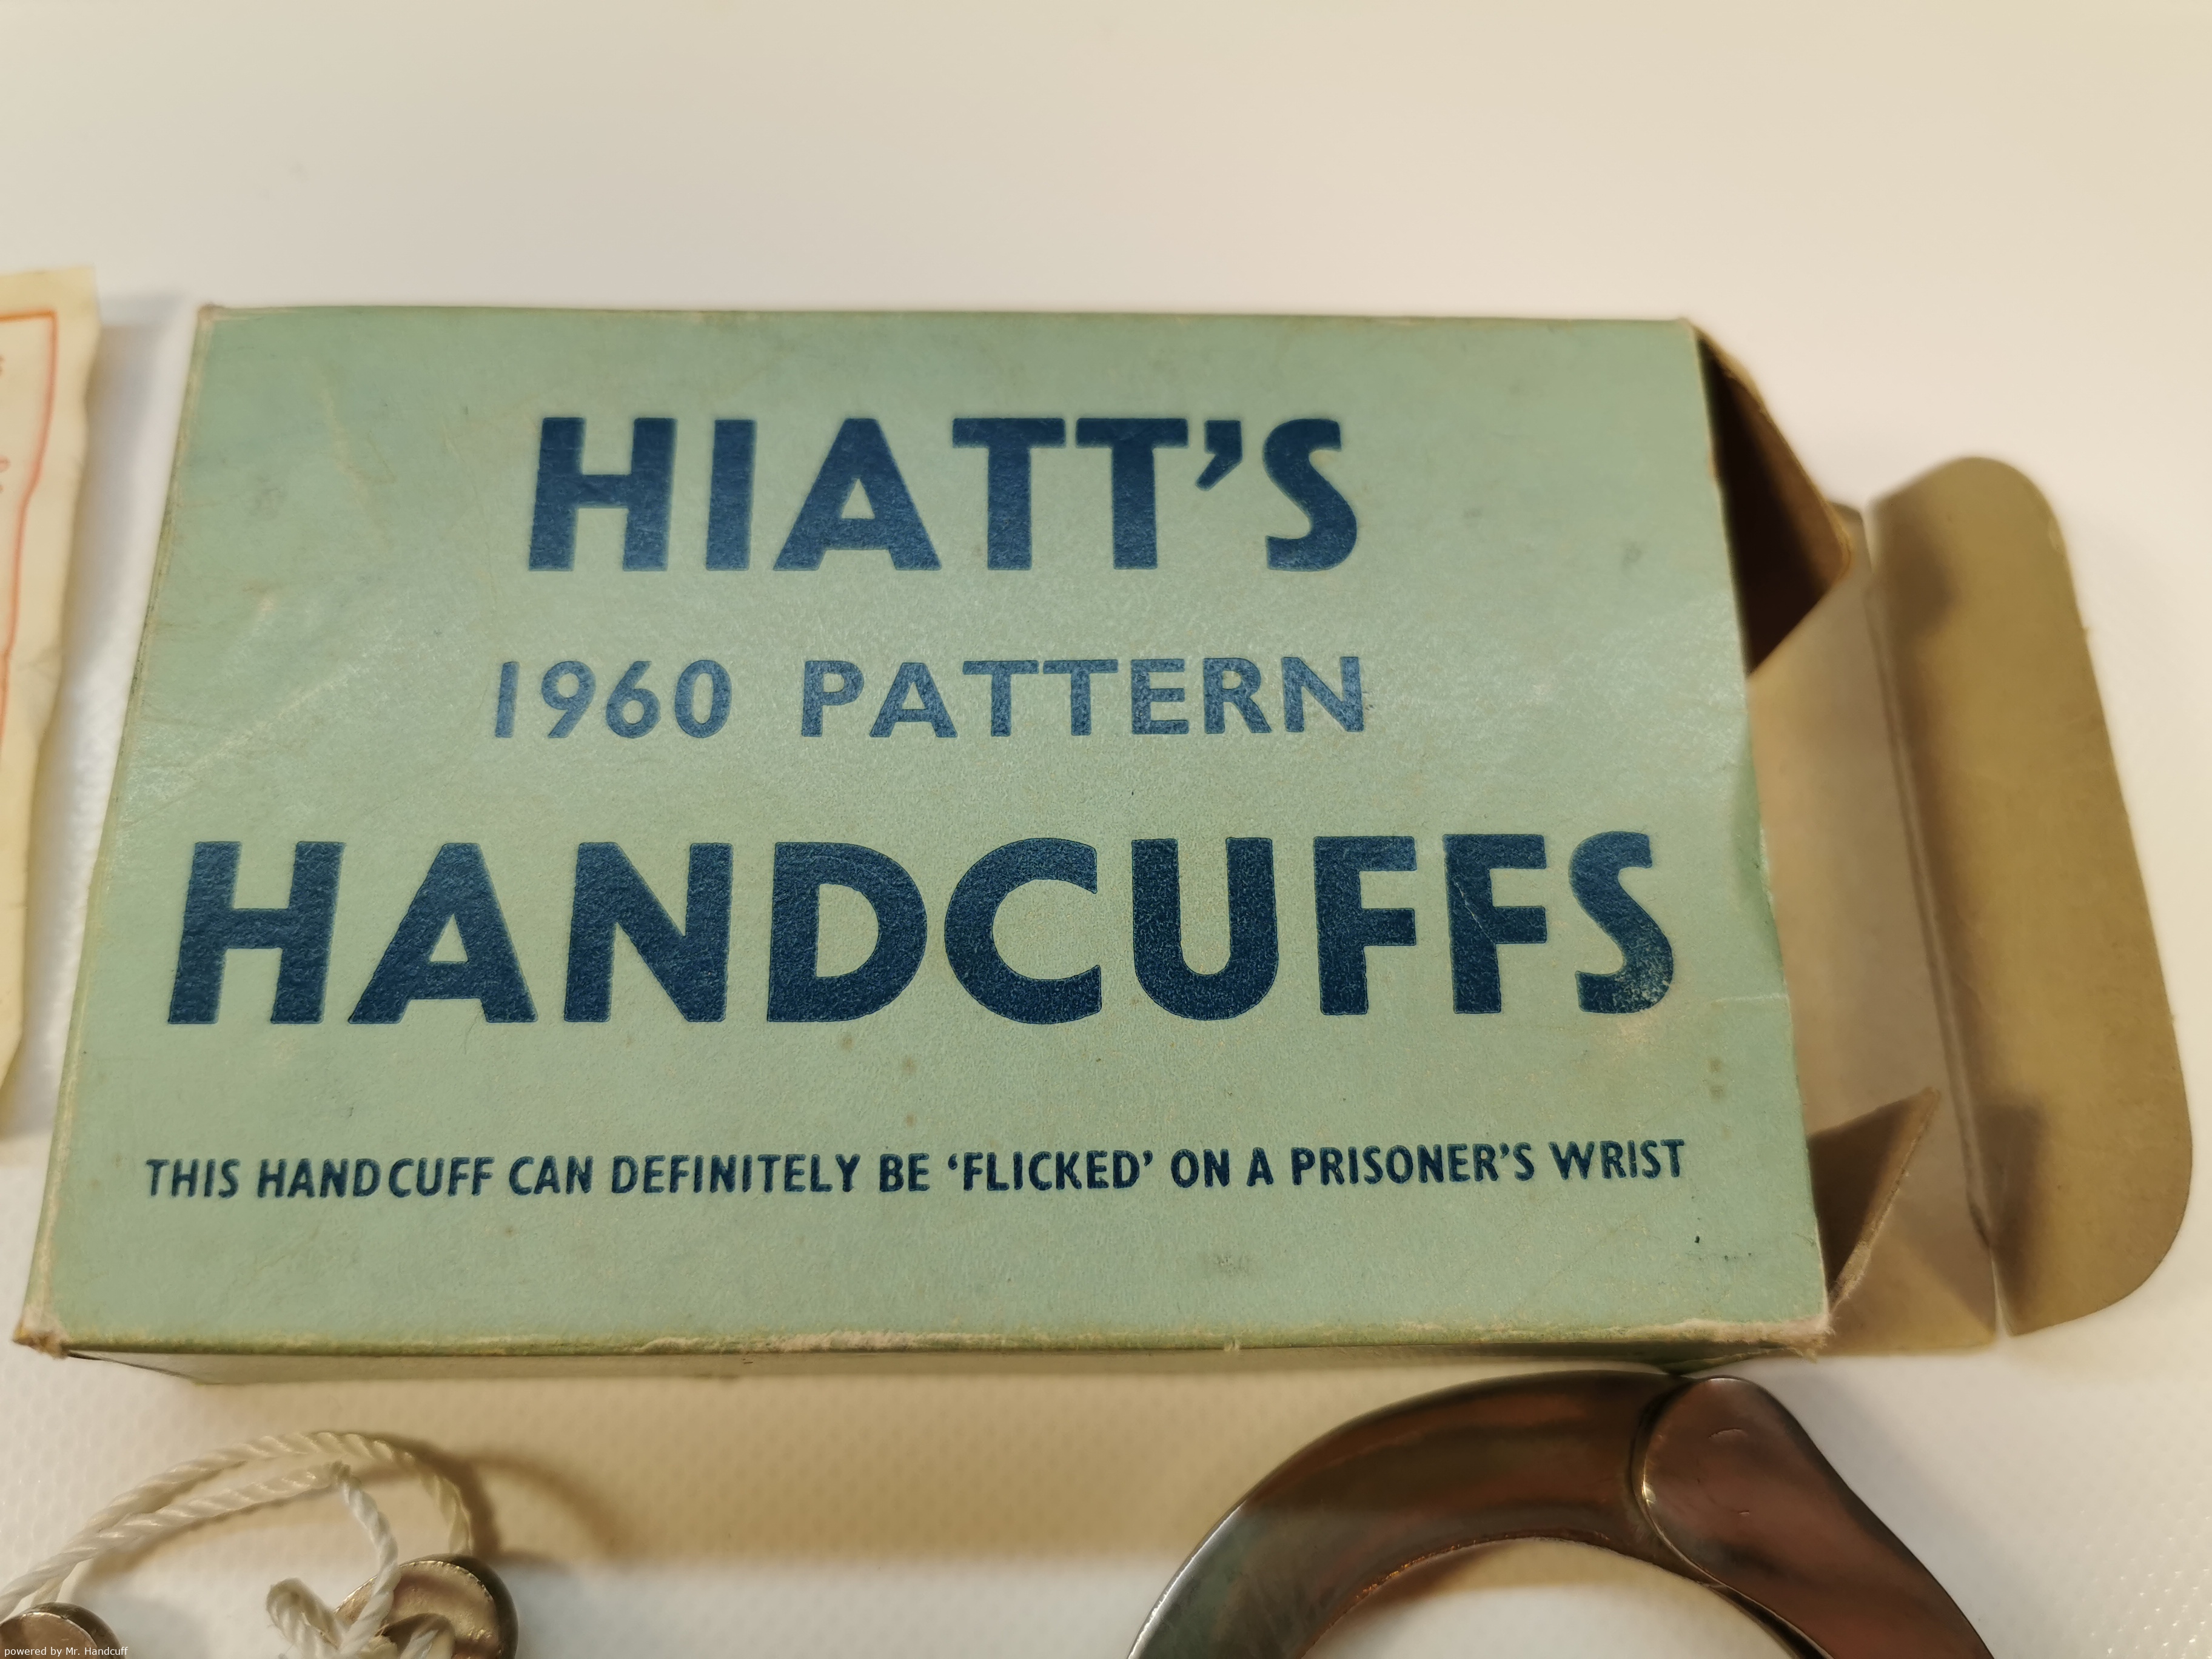 HIATT'S
1960 PATTERN
HANDCUFFS
THIS HANDCUFF CAN DEFINITELY BE ‘FLICKED’ ON A PRISONER'S WRIST
powered by Mr. Handcuff